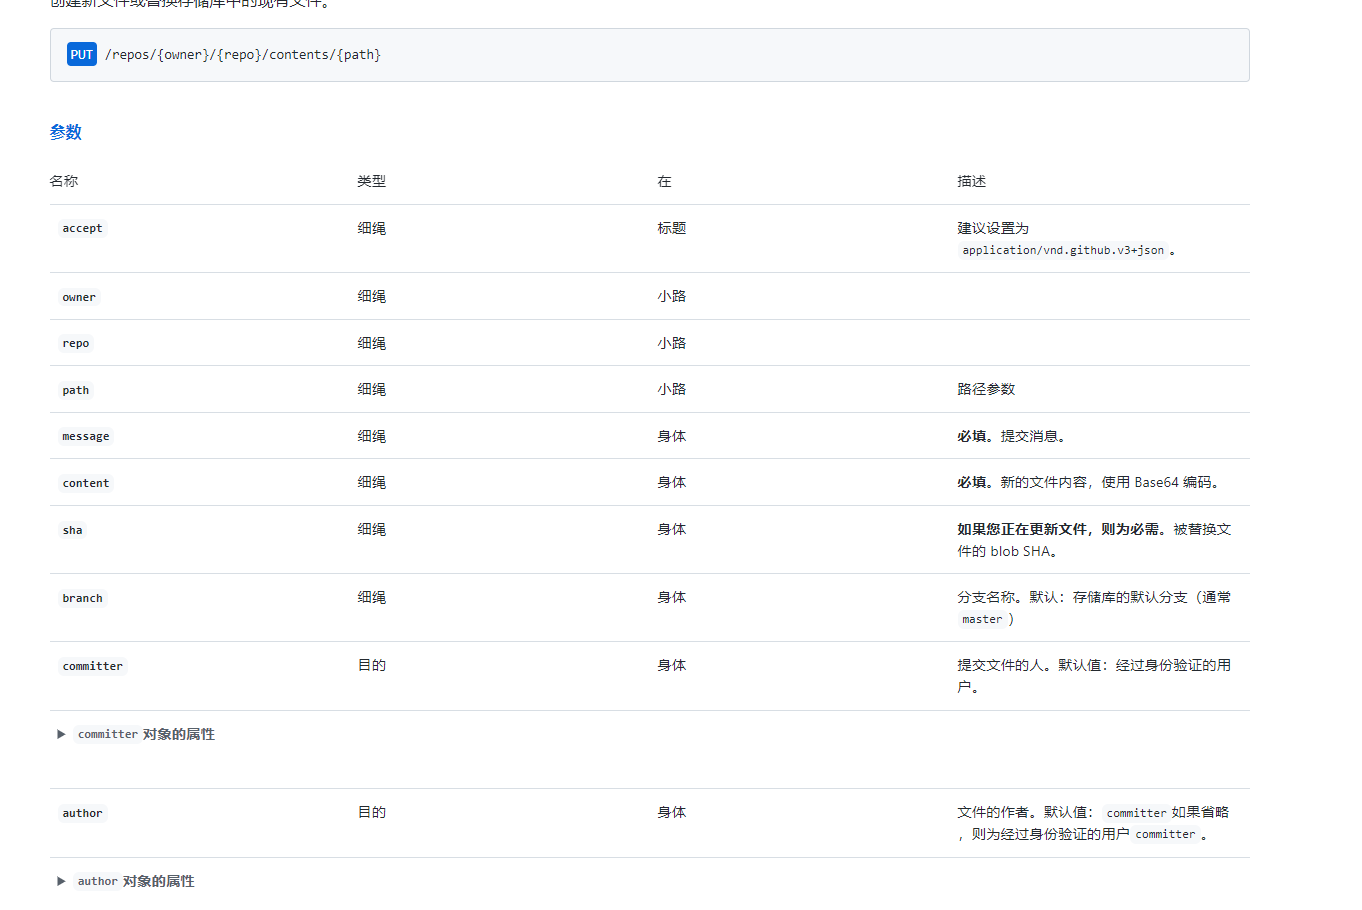 创建新文件或替换存储库中的现有文件。
PUT /repos/{owner}/{repo}/contents/{path}
参数
名称 类型 在 描述
accept 细绳 标题 建议设置为
application/vnd.github.v3+json 。
owner 细绳 小路
repo 细绳 小路
path 细绳 小路 路径参数
message 细绳 身体 必填。提交消息。
content 细绳 身体 必填。新的文件内容，使用 Base64 编码。
sha 细绳 身体 如果您正在更新文件，则为必需。被替换文
件的 blob SHA。
branch 细绳 身体 分支名称。默认：存储库的默认分支（通常
master ）
committer 目的 身体 提交文件的人。默认值：经过身份验证的用
户。
▶ committer 对象的属性
author 目的 身体 文件的作者。默认值： committer 如果省略
，则为经过身份验证的用户 committer 。
▶ author 对象的属性